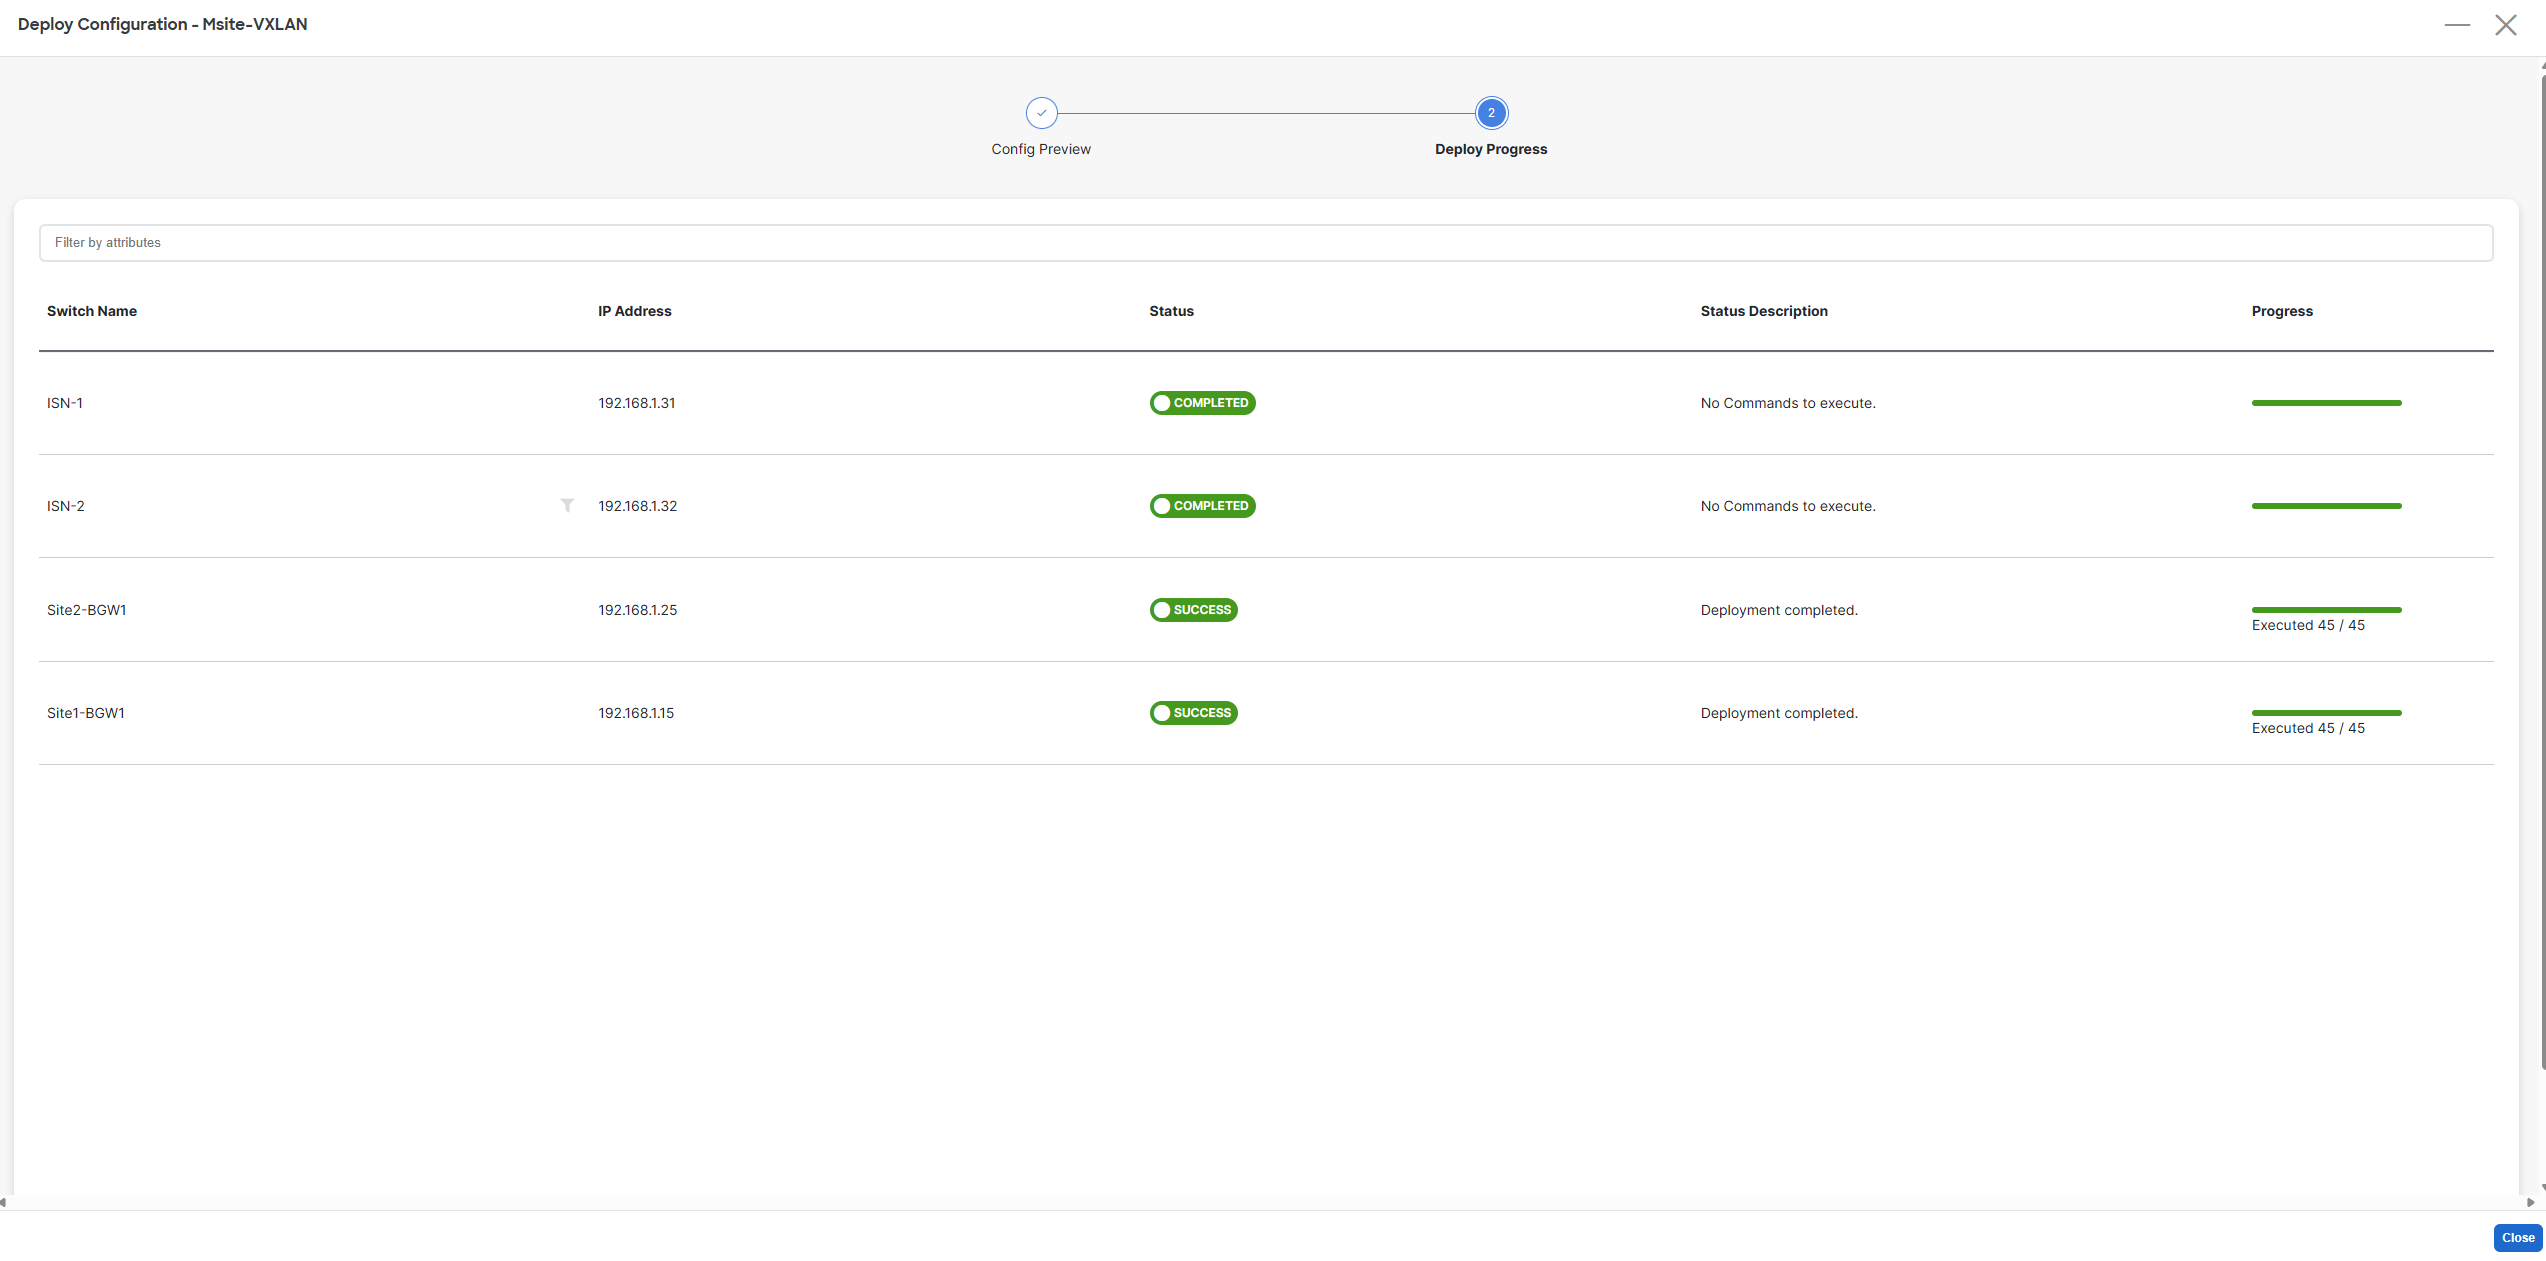 Deploy Configuration - Msite-VXLAN
2
Config Preview
Deploy Progress
Filter by attributes
Switch Name IP Address Status Status Description Progress
ISN-1 192.168.1.31 COMPLETED No Commands to execute.
ISN-2 192.168.1.32 COMPLETED No Commands to execute.
Site2-BGW1 192.168.1.25 SUCCESS Deployment completed.
Executed 45 / 45
Site1-BGW1 192.168.1.15 SUCCESS Deployment completed.
Executed 45 / 45
Close